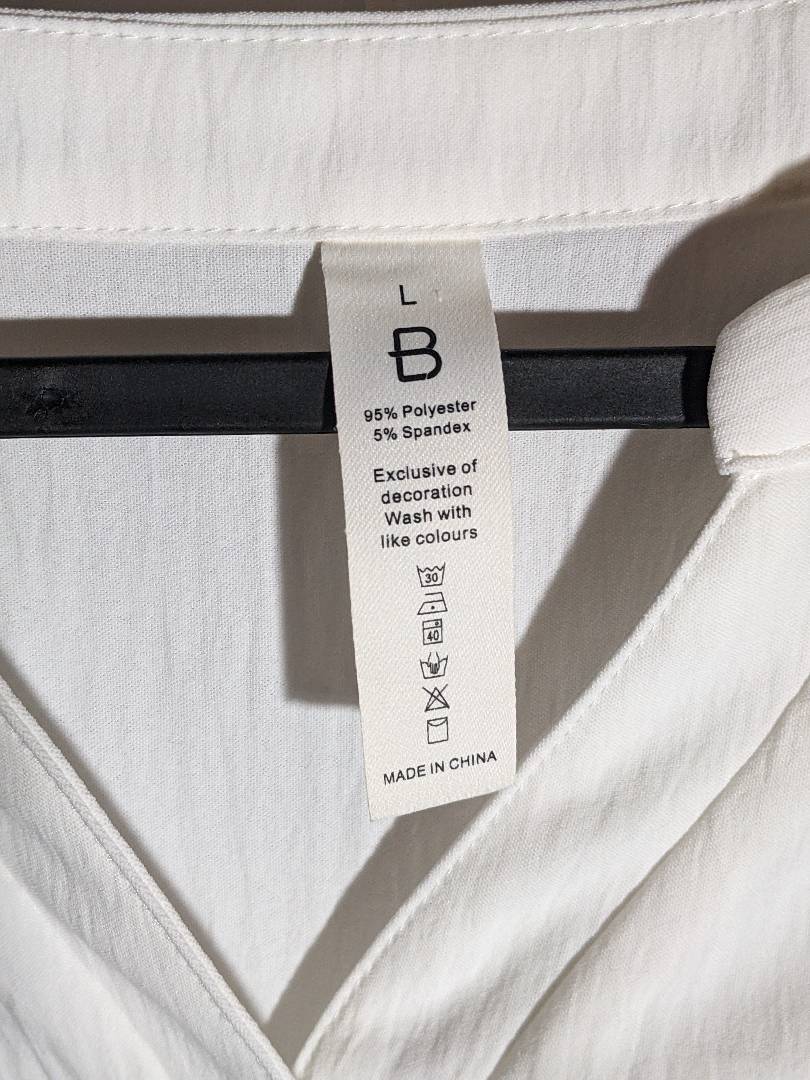 L
B
95% Polyester
5% Spandex
Exclusive of
decoration
Wash with
like colours
30
40
MADE IN CHINA